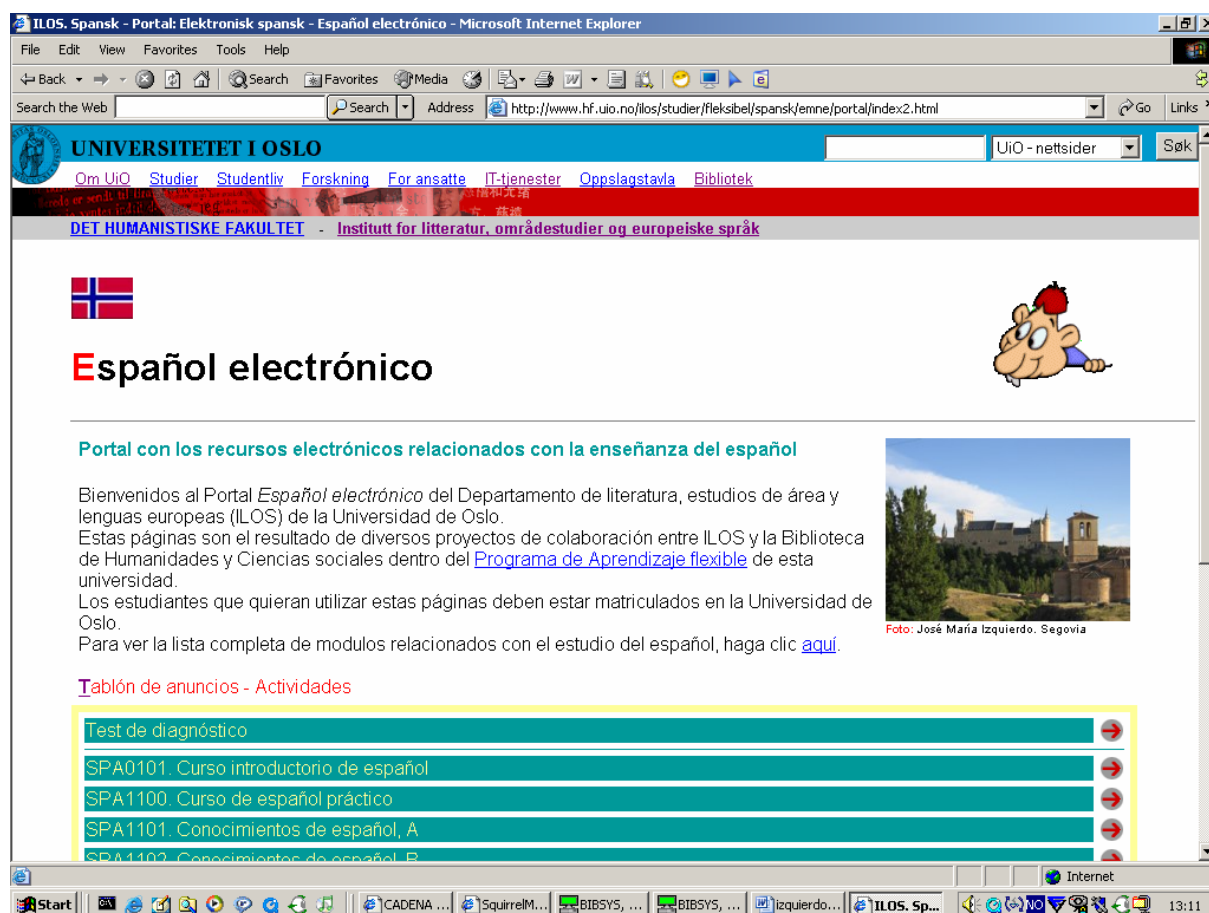 ILOS. Spansk - Portal: Elektronisk spansk - Español electrónico - Microsoft Internet Explorer
File Edit View Favorites Tools Help
Back Search Favorites Media
Search the Web Search Address http://www.hf.uio.no/ilos/studier/fleksibel/spansk/emne/portal/index2.html Go Links
UNIVERSITETET I OSLO UiO - nettsider Søk
Om UiO Studier Studentliv Forskning For ansatte IT-tjenester Oppslagstavla Bibliotek
DET HUMANISTISKE FAKULTET - Institutt for litteratur, områdestudier og europeiske språk
Español electrónico
Portal con los recursos electrónicos relacionados con la enseñanza del español
Bienvenidos al Portal Español electrónico del Departamento de literatura, estudios de área y
lenguas europeas (ILOS) de la Universidad de Oslo.
Estas páginas son el resultado de diversos proyectos de colaboración entre ILOS y la Biblioteca
de Humanidades y Ciencias sociales dentro del Programa de Aprendizaje flexible de esta
universidad.
Los estudiantes que quieran utilizar estas páginas deben estar matriculados en la Universidad de
Oslo.
Para ver la lista completa de modulos relacionados con el estudio del español, haga clic aquí.
Foto: José María Izquierdo. Segovia
Tablón de anuncios - Actividades
Test de diagnóstico
SPA0101. Curso introductorio de español
SPA1100. Curso de español práctico
SPA1101. Conocimientos de español, A
SPA1102. Conocimientos de español, B
Internet
Start CADENA ... SquirrelM... BIBSYS, ... BIBSYS, ... izquierdo... ILOS. Sp... NO 13:11